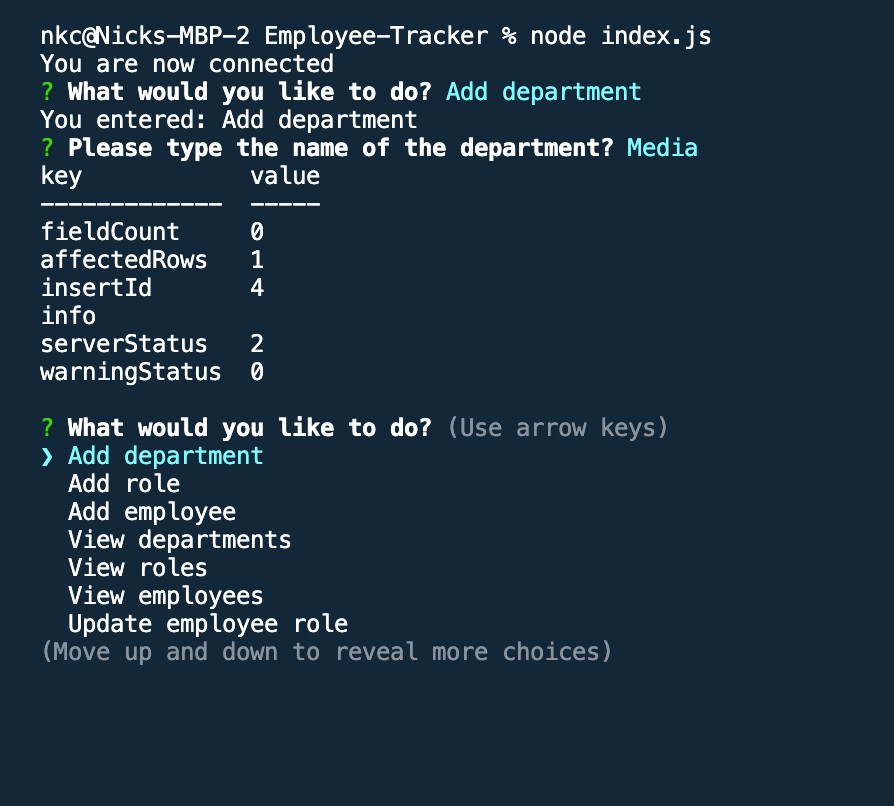 nkc@Nicks-MBP-2 Employee-Tracker % node index.js
You are now connected
? What would you like to do? Add department
You entered: Add department
? Please type the name of the department? Media
key            value
-------------  -----
fieldCount     0
affectedRows   1
insertId       4
info
serverStatus   2
warningStatus  0
? What would you like to do? (Use arrow keys)
❯ Add department
  Add role
  Add employee
  View departments
  View roles
  View employees
  Update employee role
(Move up and down to reveal more choices)